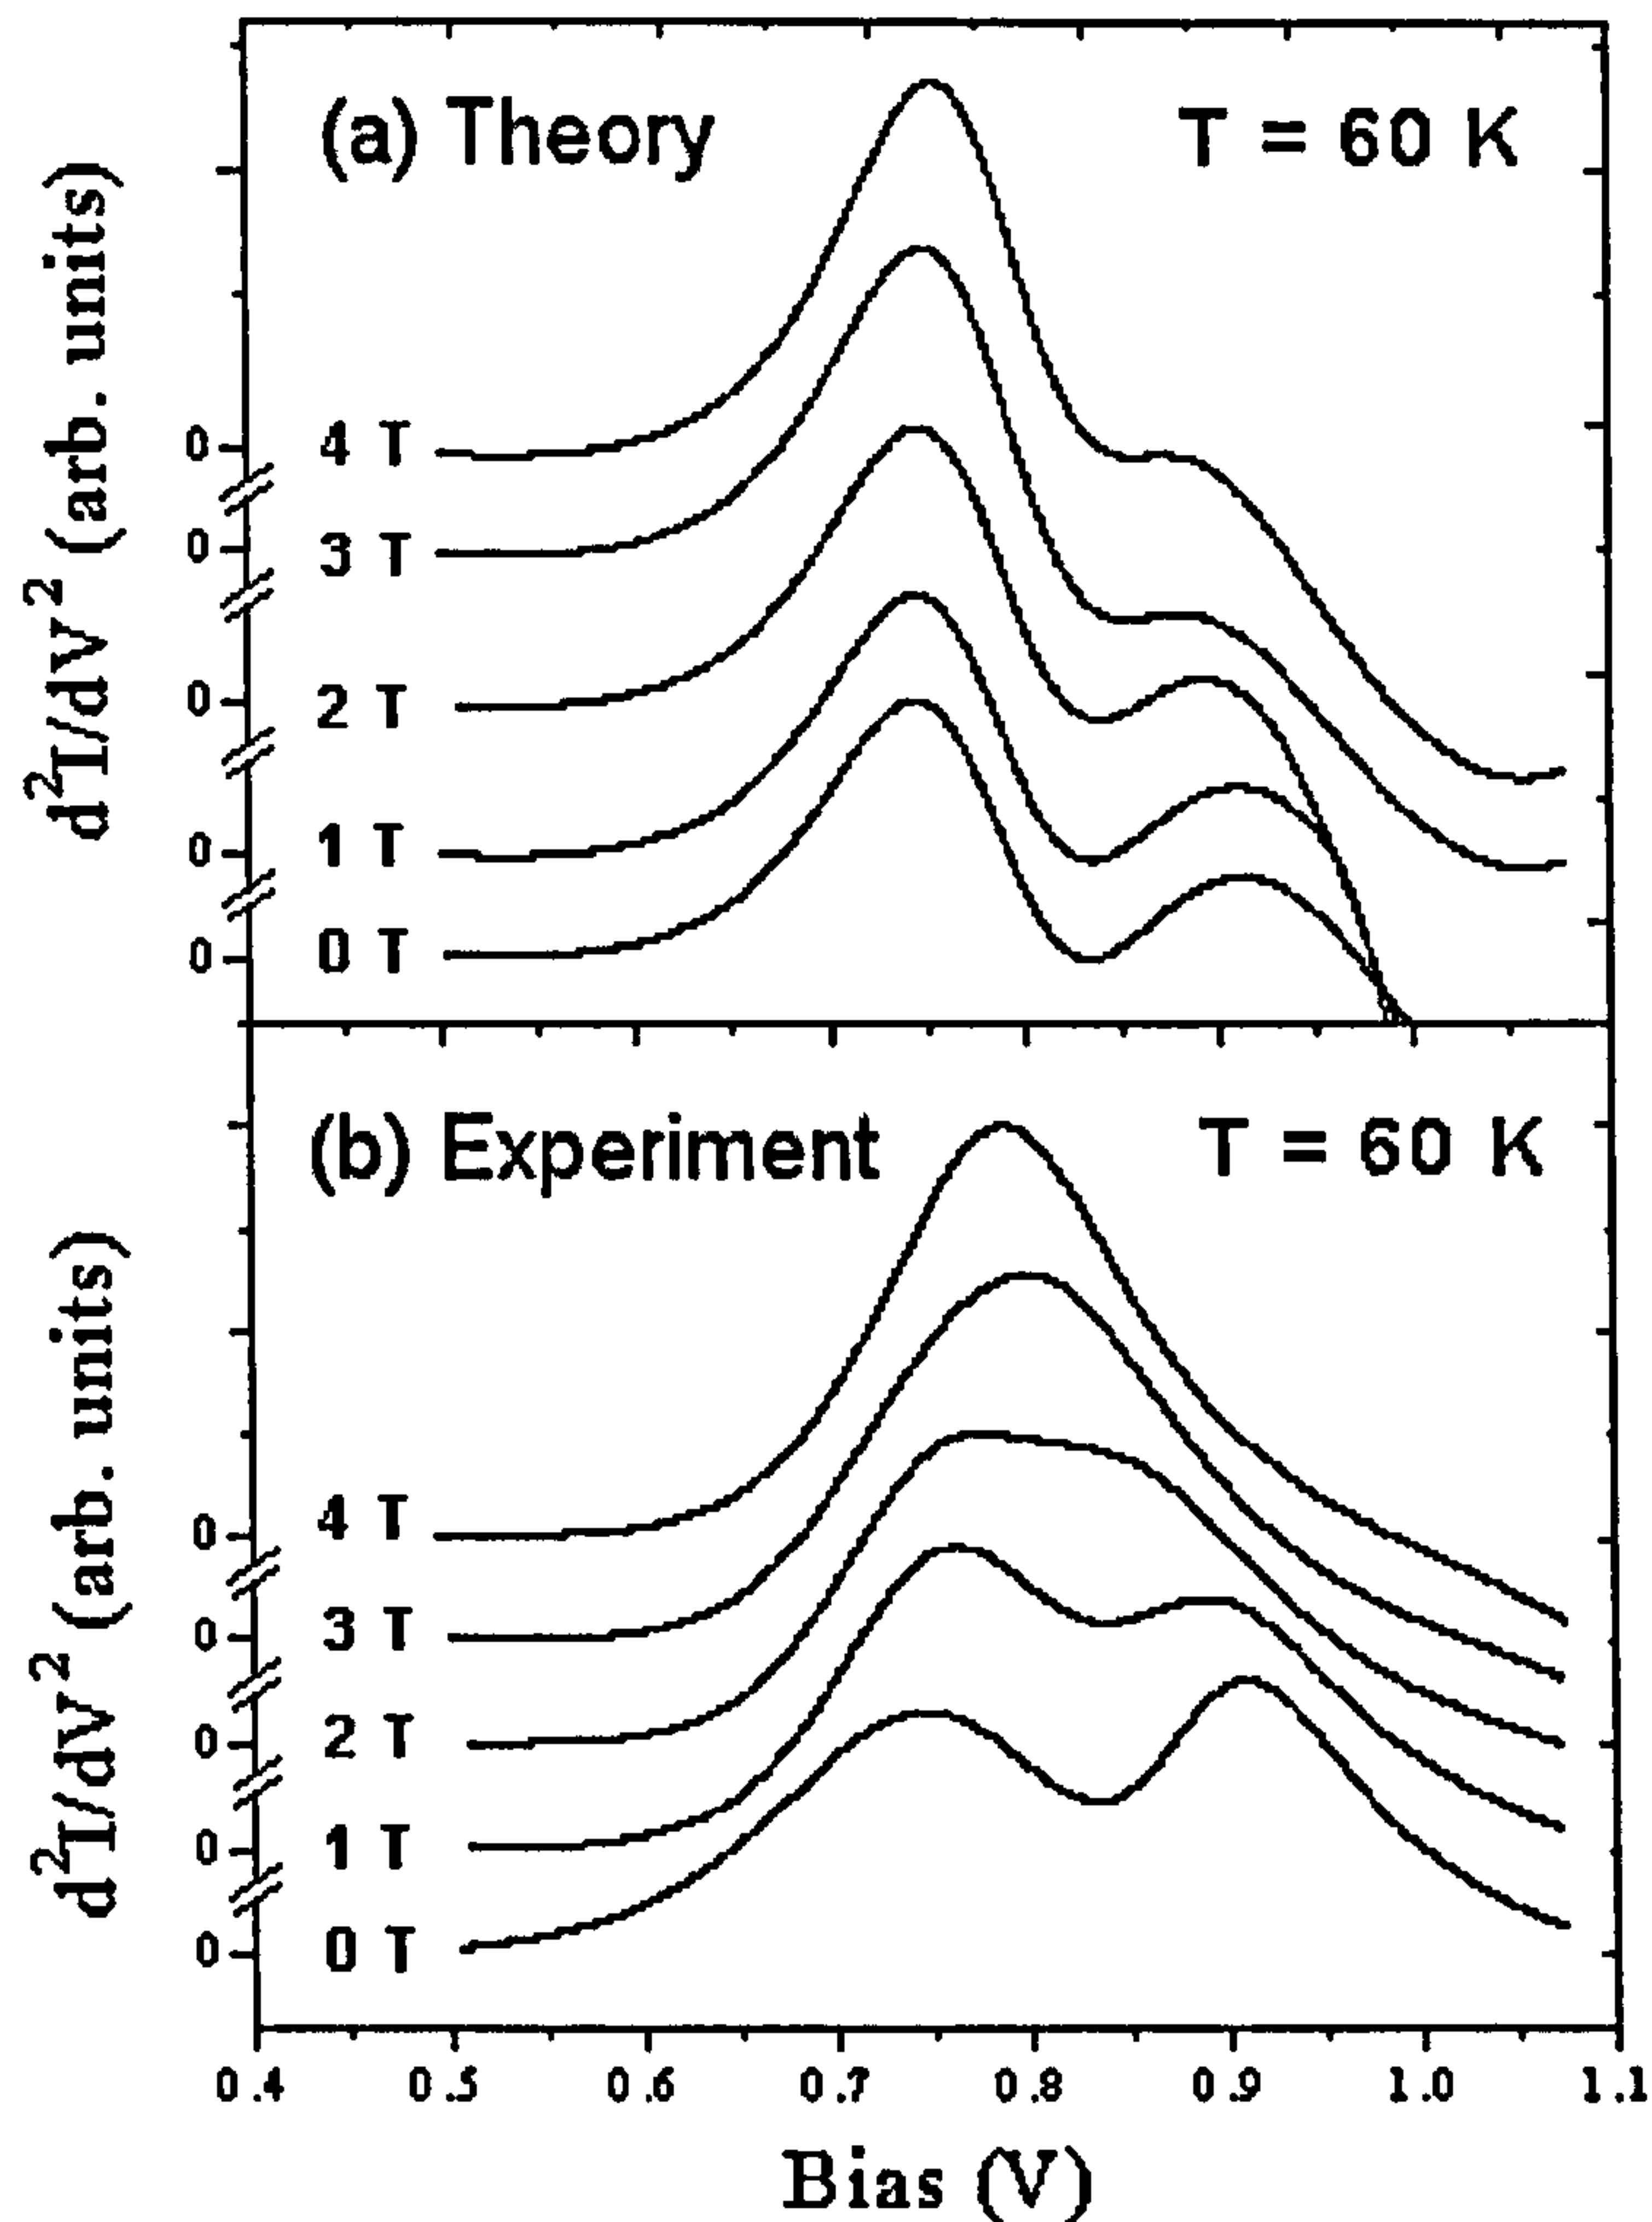 (a) Theory T = 60 K
d²I/dV² (arb. units)
0 4 T
0 3 T
0 2 T
0 1 T
0 0 T
(b) Experiment T = 60 K
d²I/dV² (arb. units)
0 4 T
0 3 T
0 2 T
0 1 T
0 0 T
0.4 0.5 0.6 0.7 0.8 0.9 1.0 1.1
Bias (V)